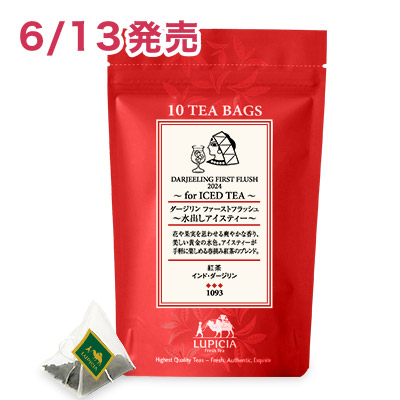 6/13発売
10 TEA BAGS
DARJEELING FIRST FLUSH
2024
～ for ICED TEA ～
ダージリン ファーストフラッシュ
～水出しアイスティー～
花や果実を思わせる爽やかな香り、
美しい黄金の水色。アイスティーが
手軽に楽しめる春摘み紅茶のブレンド。
紅茶
インド・ダージリン
1093
LUPICIA
Fresh Tea
Highest Quality Teas – Fresh, Authentic, Exquisite
LUPICIA